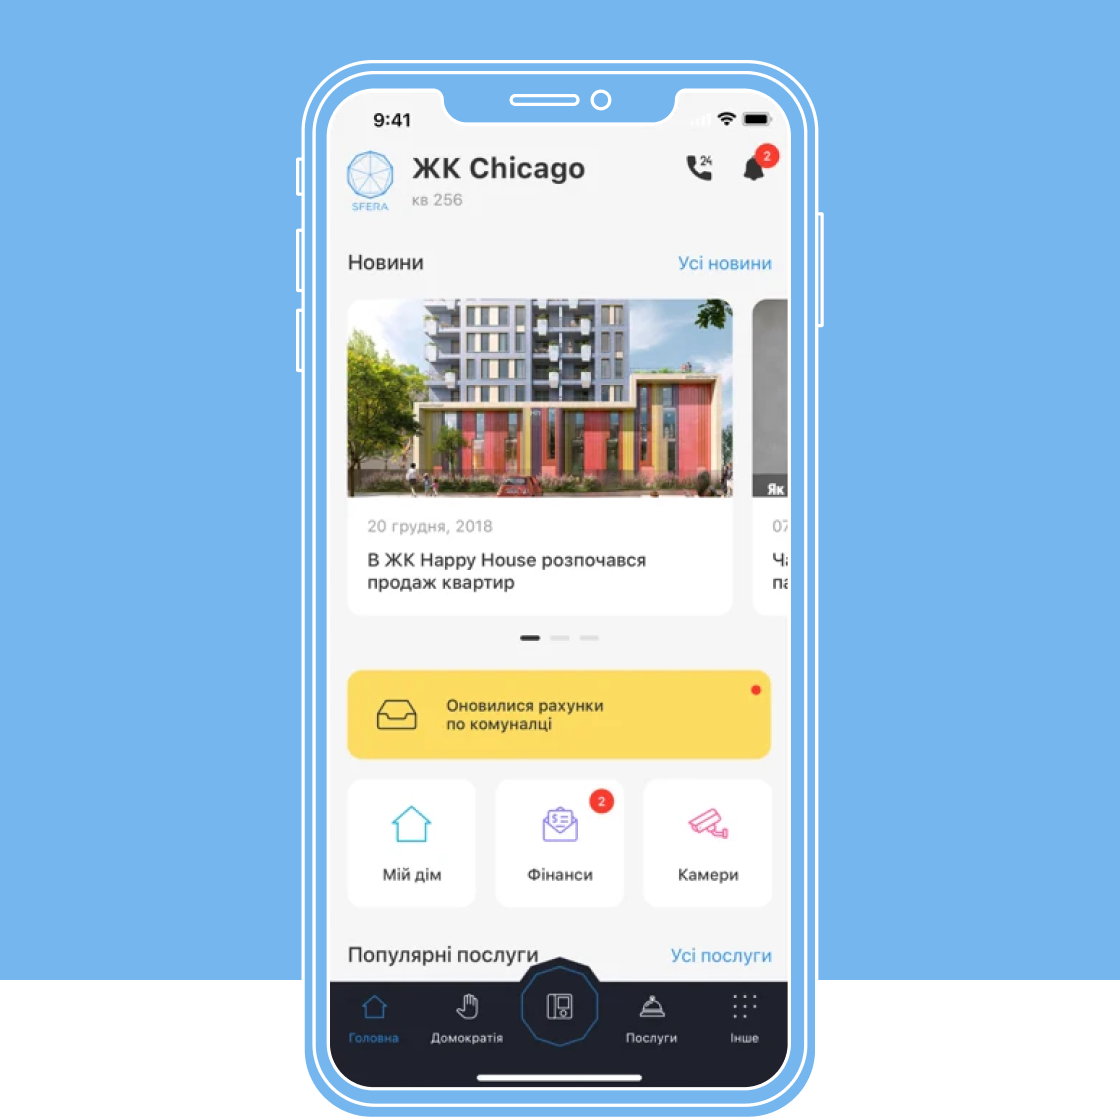 9:41
ЖК Chicago
24
2
SFERA
кв 256
Новини
Усі новини
Як
20 грудня, 2018
07
В ЖК Happy House розпочався
продаж квартир
Оновилися рахунки
по комуналці
2
Мій дім
Фінанси
Камери
Популярні послуги
Усі послуги
Головна
Домократія
Послуги
Інше